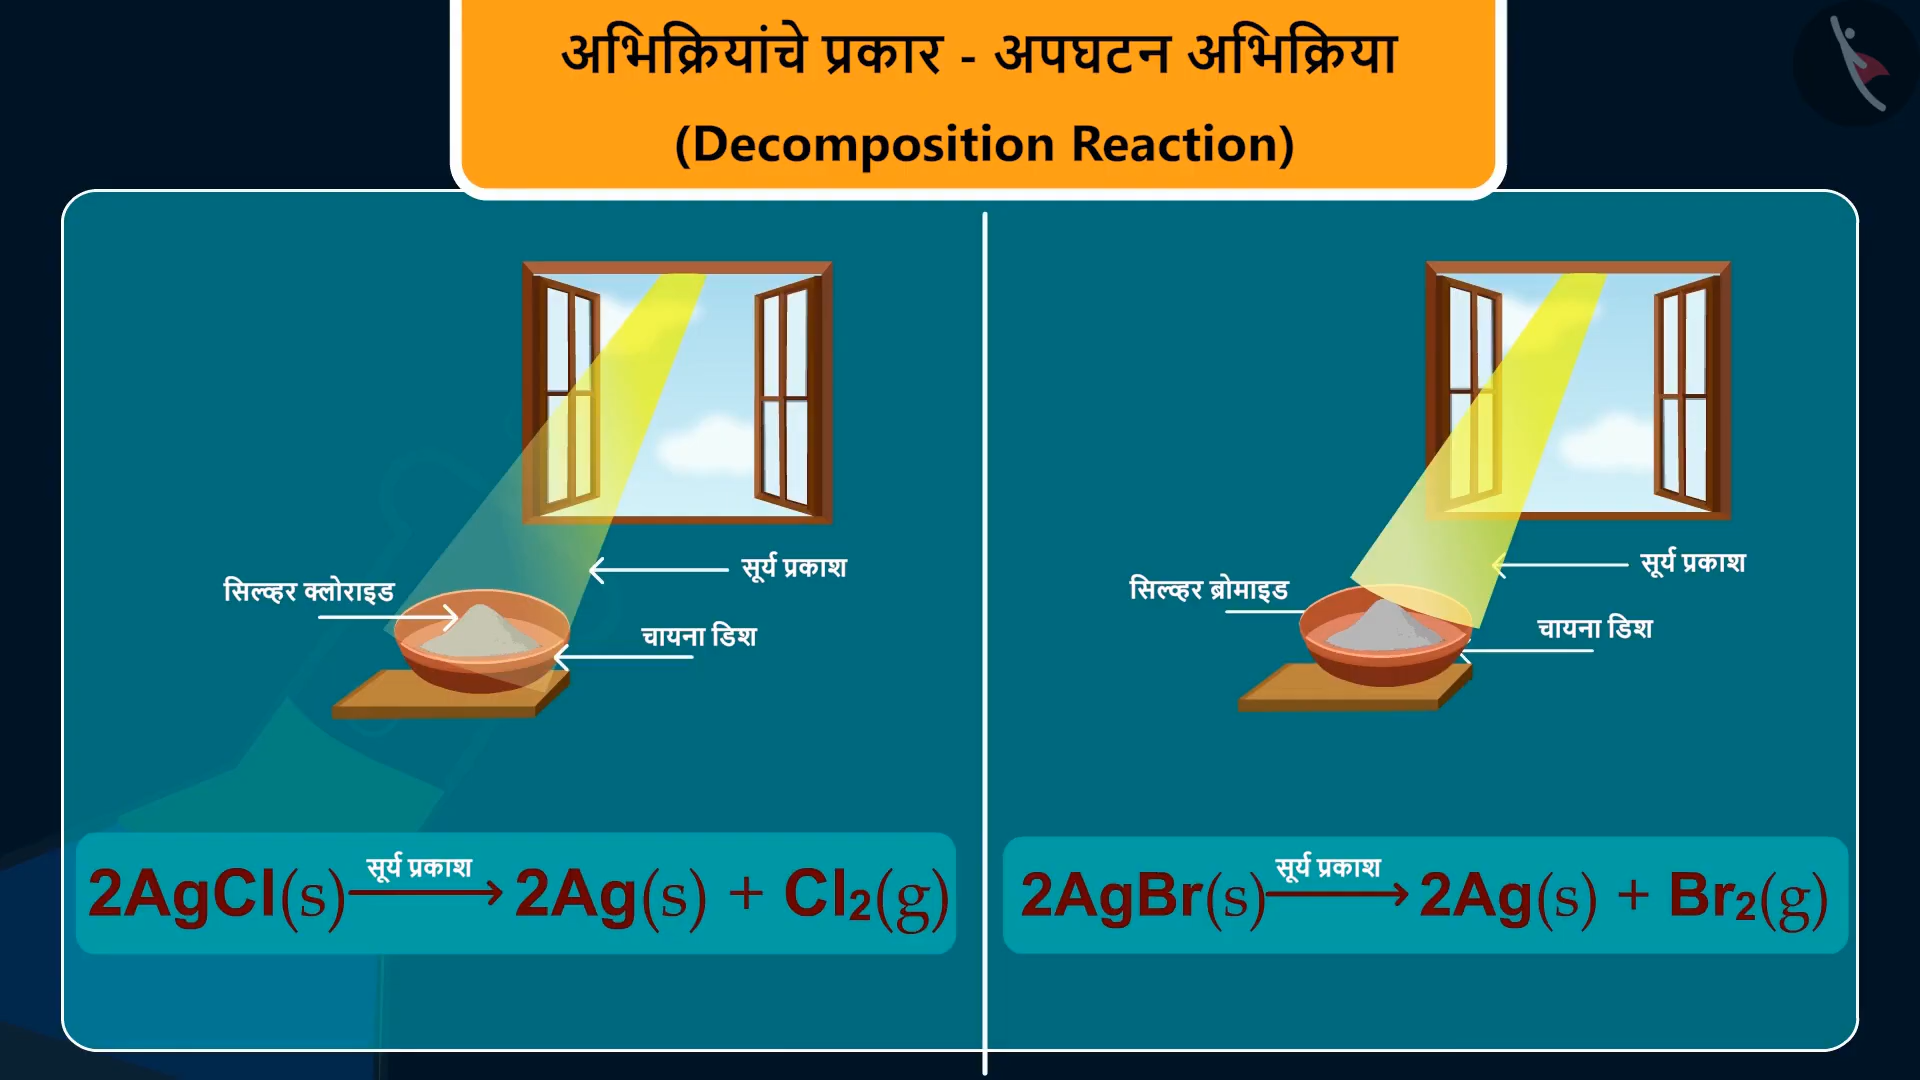 अभिक्रियांचे प्रकार - अपघटन अभिक्रिया
(Decomposition Reaction)
सूर्य प्रकाश
सिल्व्हर क्लोराइड
चायना डिश
2AgCl(s) सूर्य प्रकाश 2Ag(s) + Cl₂(g)
सूर्य प्रकाश
सिल्व्हर ब्रोमाइड
चायना डिश
2AgBr(s) सूर्य प्रकाश 2Ag(s) + Br₂(g)